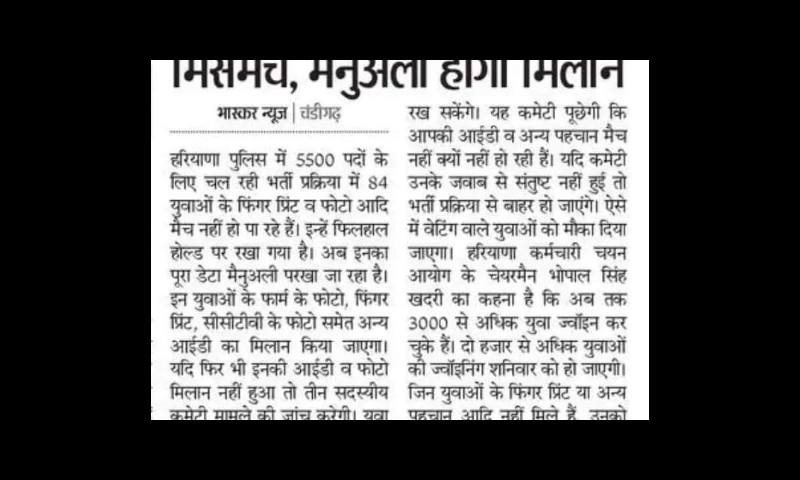 मिसमैच, मैनुअली होगा मिलान
भास्कर न्यूज | चंडीगढ़
हरियाणा पुलिस में 5500 पदों के
लिए चल रही भर्ती प्रक्रिया में 84
युवाओं के फिंगर प्रिंट व फोटो आदि
मैच नहीं हो पा रहे हैं। इन्हें फिलहाल
होल्ड पर रखा गया है। अब इनका
पूरा डेटा मैनुअली परखा जा रहा है।
इन युवाओं के फार्म के फोटो, फिंगर
प्रिंट, सीसीटीवी के फोटो समेत अन्य
आईडी का मिलान किया जाएगा।
यदि फिर भी इनकी आईडी व फोटो
मिलान नहीं हुआ तो तीन सदस्यीय
कमेटी मामले की जांच करेगी। युवा
रख सकेंगे। यह कमेटी पूछेगी कि
आपकी आईडी व अन्य पहचान मैच
नहीं क्यों नहीं हो रही हैं। यदि कमेटी
उनके जवाब से संतुष्ट नहीं हुई तो
भर्ती प्रक्रिया से बाहर हो जाएंगे। ऐसे
में वेटिंग वाले युवाओं को मौका दिया
जाएगा। हरियाणा कर्मचारी चयन
आयोग के चेयरमैन भोपाल सिंह
खदरी का कहना है कि अब तक
3000 से अधिक युवा ज्वॉइन कर
चुके हैं। दो हजार से अधिक युवाओं
की ज्वॉइनिंग शनिवार को हो जाएगी।
जिन युवाओं के फिंगर प्रिंट या अन्य
पहचान आदि नहीं मिले हैं, उनको